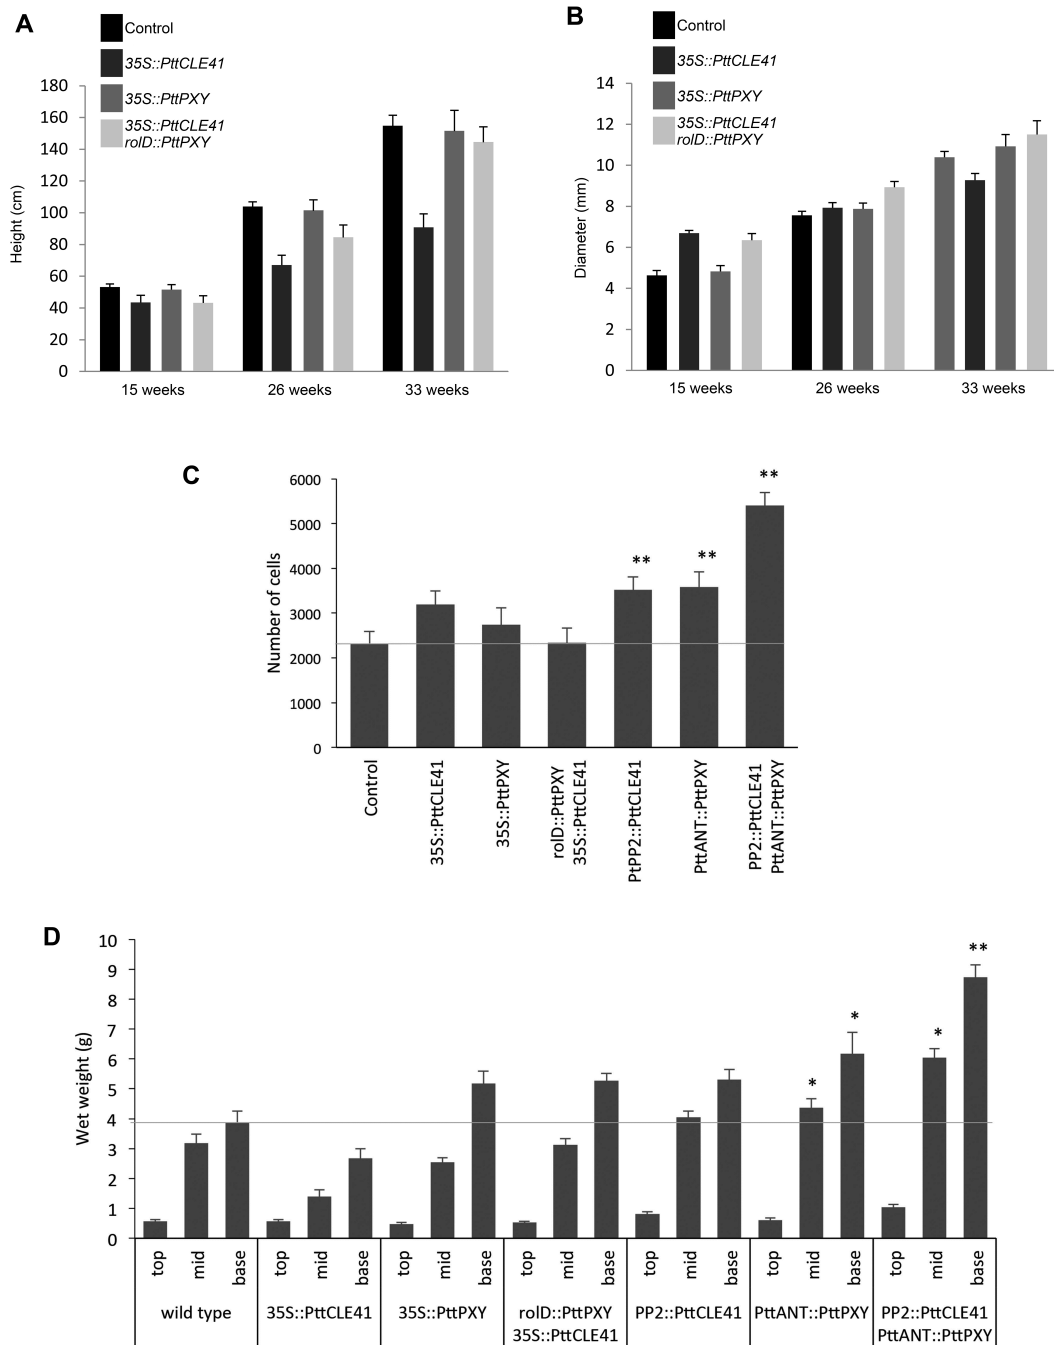 A
Control
35S::PttCLE41
35S::PttPXY
35S::PttCLE41
rolD::PttPXY
Height (cm)
180
160
140
120
100
80
60
40
20
0
15 weeks
26 weeks
33 weeks
B
Control
35S::PttCLE41
35S::PttPXY
35S::PttCLE41
rolD::PttPXY
Diameter (mm)
14
12
10
8
6
4
2
0
15 weeks
26 weeks
33 weeks
C
Number of cells
6000
5000
4000
3000
2000
1000
0
**
**
**
Control
35S::PttCLE41
35S::PttPXY
rolD::PttPXY
35S::PttCLE41
PtPP2::PttCLE41
PttANT::PttPXY
PP2::PttCLE41
PttANT::PttPXY
D
Wet weight (g)
10
9
8
7
6
5
4
3
2
1
0
*
*
*
**
top mid base
top mid base
top mid base
top mid base
top mid base
top mid base
top mid base
wild type
35S::PttCLE41
35S::PttPXY
rolD::PttPXY
35S::PttCLE41
PP2::PttCLE41
PttANT::PttPXY
PP2::PttCLE41
PttANT::PttPXY